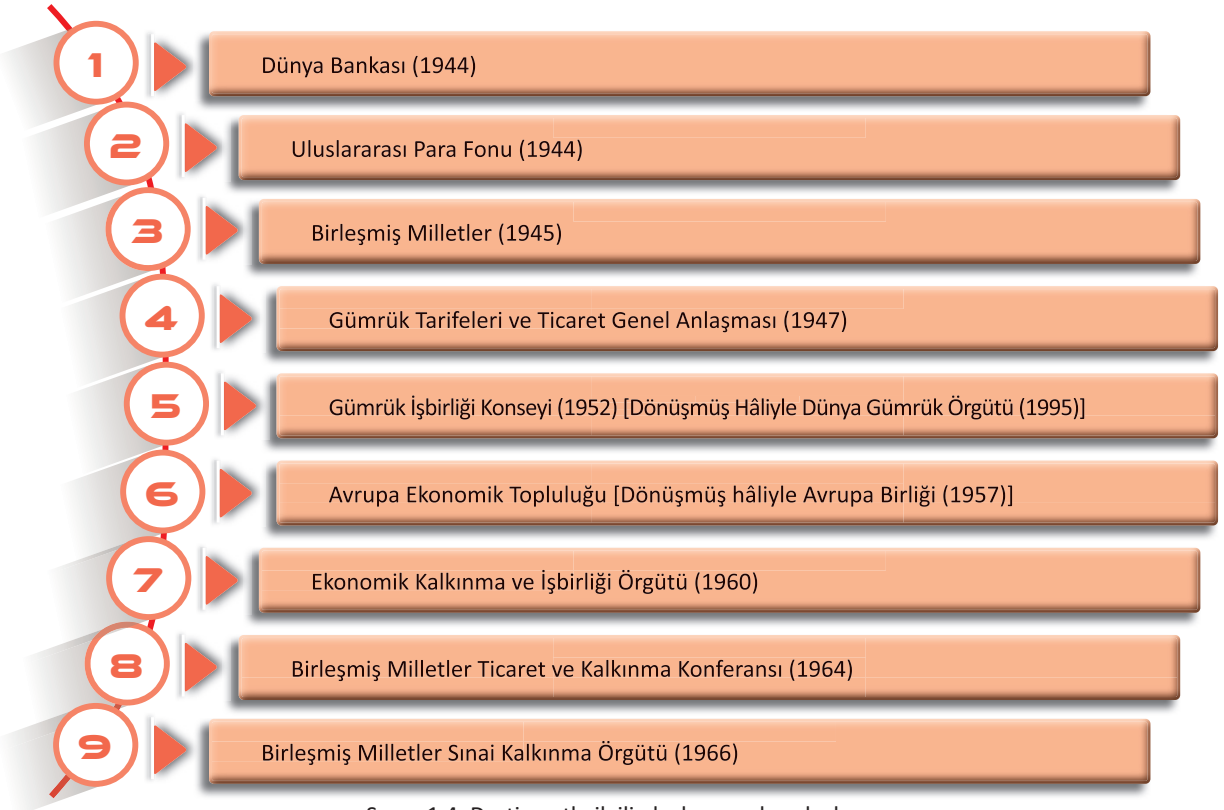 1
Dünya Bankası (1944)
2
Uluslararası Para Fonu (1944)
3
Birleşmiş Milletler (1945)
4
Gümrük Tarifeleri ve Ticaret Genel Anlaşması (1947)
5
Gümrük İşbirliği Konseyi (1952) [Dönüşmüş Hâliyle Dünya Gümrük Örgütü (1995)]
6
Avrupa Ekonomik Topluluğu [Dönüşmüş hâliyle Avrupa Birliği (1957)]
7
Ekonomik Kalkınma ve İşbirliği Örgütü (1960)
8
Birleşmiş Milletler Ticaret ve Kalkınma Konferansı (1964)
9
Birleşmiş Milletler Sınai Kalkınma Örgütü (1966)